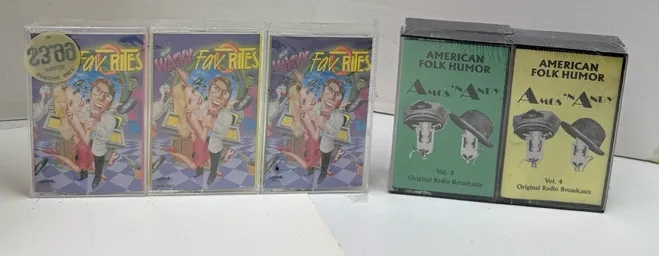 WACKY
FAVORITES
WACKY
FAVORITES
WACKY
FAVORITES
AMERICAN
FOLK HUMOR
AMOS 'N ANDY
Vol. 3
Original Radio Broadcasts
AMERICAN
FOLK HUMOR
AMOS 'N ANDY
Vol. 4
Original Radio Broadcasts